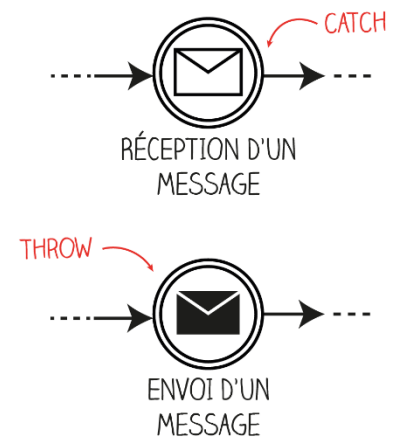 CATCH
RÉCEPTION D'UN
MESSAGE
THROW
ENVOI D'UN
MESSAGE